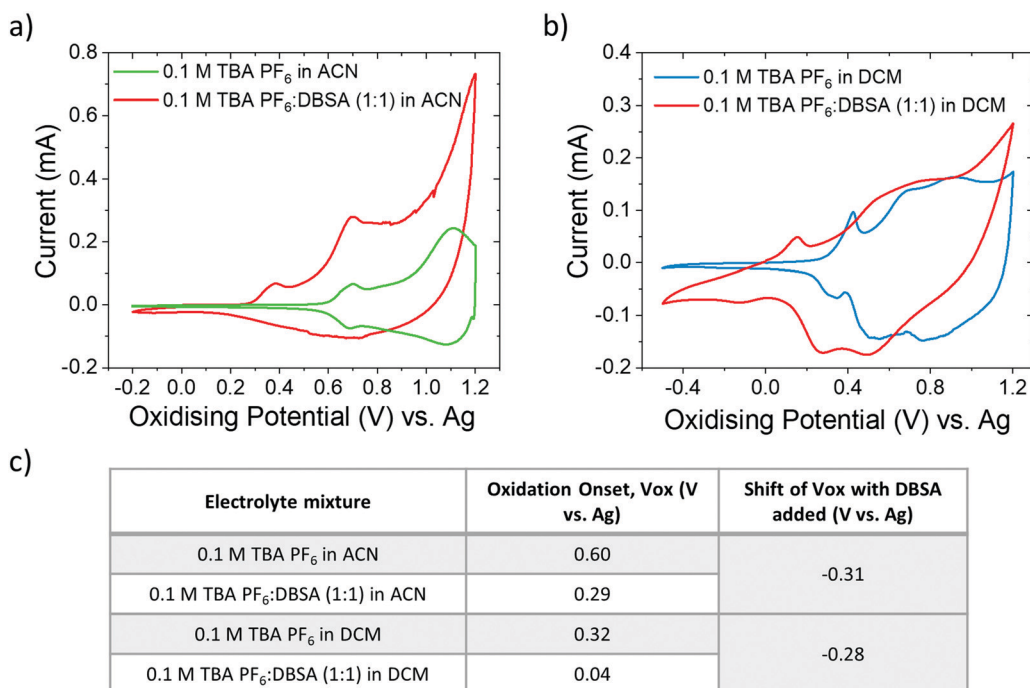 a)
0.8
0.6
0.4
0.2
0.0
-0.2
-0.2 0.0 0.2 0.4 0.6 0.8 1.0 1.2
Current (mA)
Oxidising Potential (V) vs. Ag
0.1 M TBA PF₆ in ACN
0.1 M TBA PF₆:DBSA (1:1) in ACN
b)
0.4
0.3
0.2
0.1
0.0
-0.1
-0.2
-0.4 0.0 0.4 0.8 1.2
Current (mA)
Oxidising Potential (V) vs. Ag
0.1 M TBA PF₆ in DCM
0.1 M TBA PF₆:DBSA (1:1) in DCM
c)
Electrolyte mixture
Oxidation Onset, Vox (V
vs. Ag)
Shift of Vox with DBSA
added (V vs. Ag)
0.1 M TBA PF₆ in ACN
0.60
-0.31
0.1 M TBA PF₆:DBSA (1:1) in ACN
0.29
0.1 M TBA PF₆ in DCM
0.32
-0.28
0.1 M TBA PF₆:DBSA (1:1) in DCM
0.04